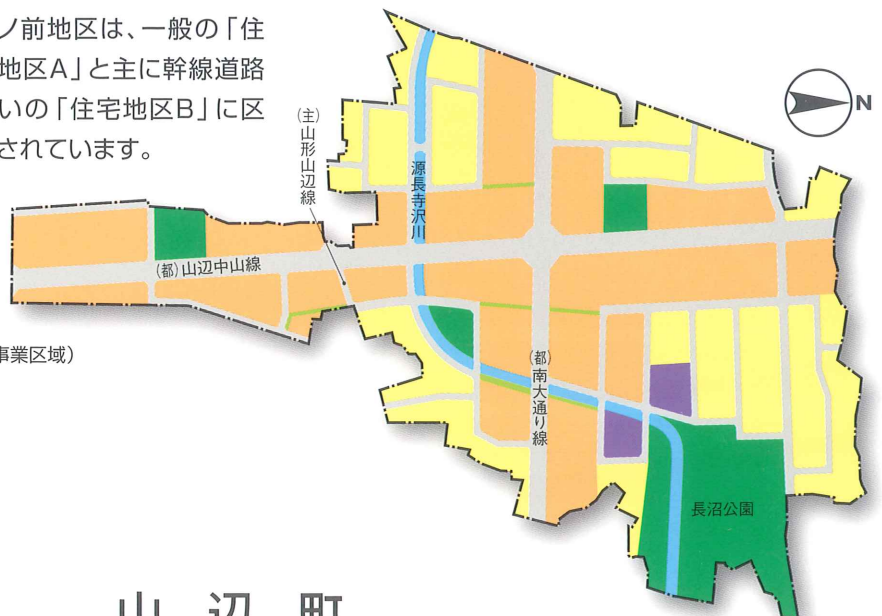 ノ前地区は、一般の「住
地区A」と主に幹線道路
いの「住宅地区B」に区
されています。
N
(主)山形山辺線
源長寺沢川
(都)山辺中山線
事業区域）
(都)南大通り線
長沼公園
山辺町